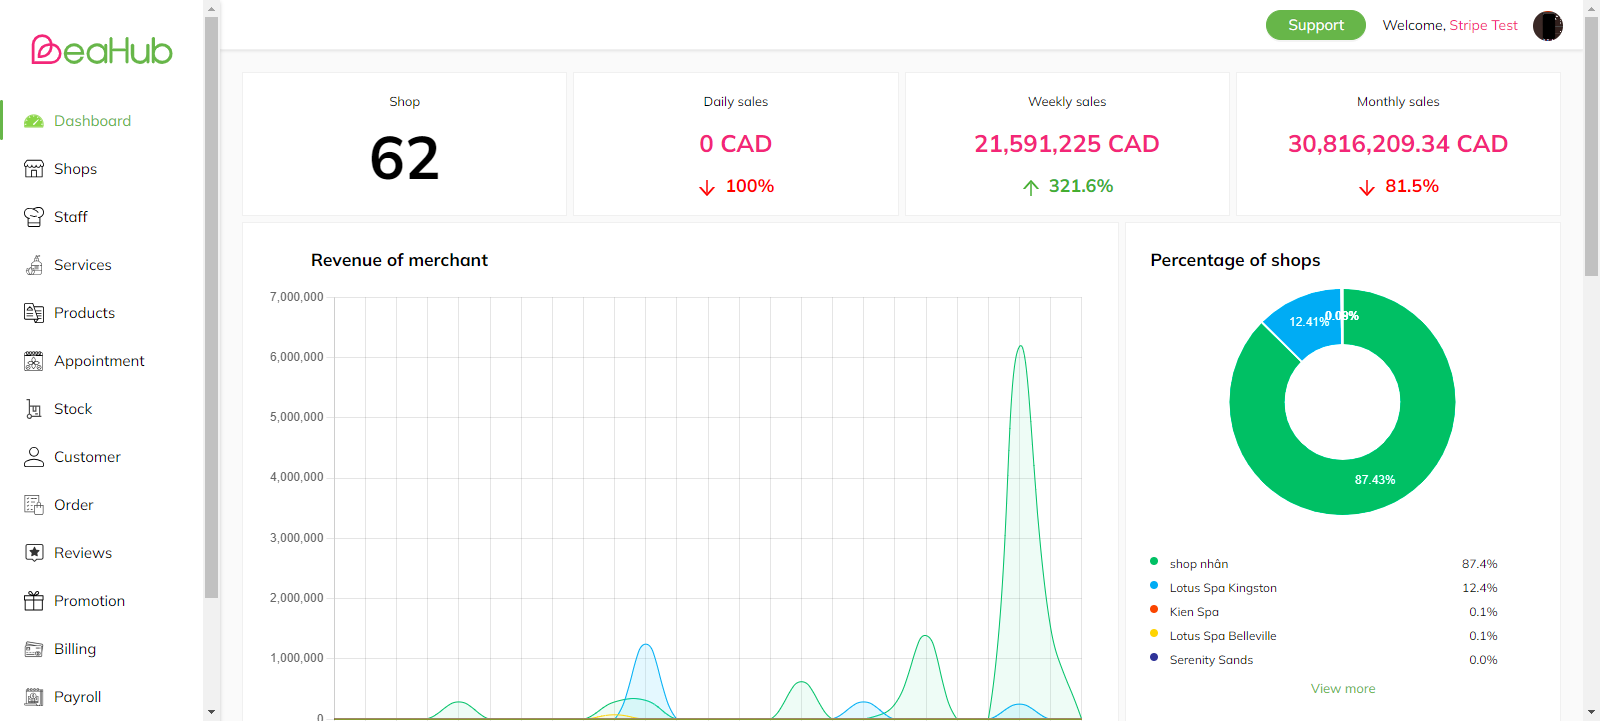 BeaHub
Support
Welcome, Stripe Test
Dashboard
Shops
Staff
Services
Products
Appointment
Stock
Customer
Order
Reviews
Promotion
Billing
Payroll
Shop
62
Daily sales
0 CAD
100%
Weekly sales
21,591,225 CAD
321.6%
Monthly sales
30,816,209.34 CAD
81.5%
Revenue of merchant
7,000,000
6,000,000
5,000,000
4,000,000
3,000,000
2,000,000
1,000,000
0
Percentage of shops
12.41%
87.43%
shop nhân 87.4%
Lotus Spa Kingston 12.4%
Kien Spa 0.1%
Lotus Spa Belleville 0.1%
Serenity Sands 0.0%
View more